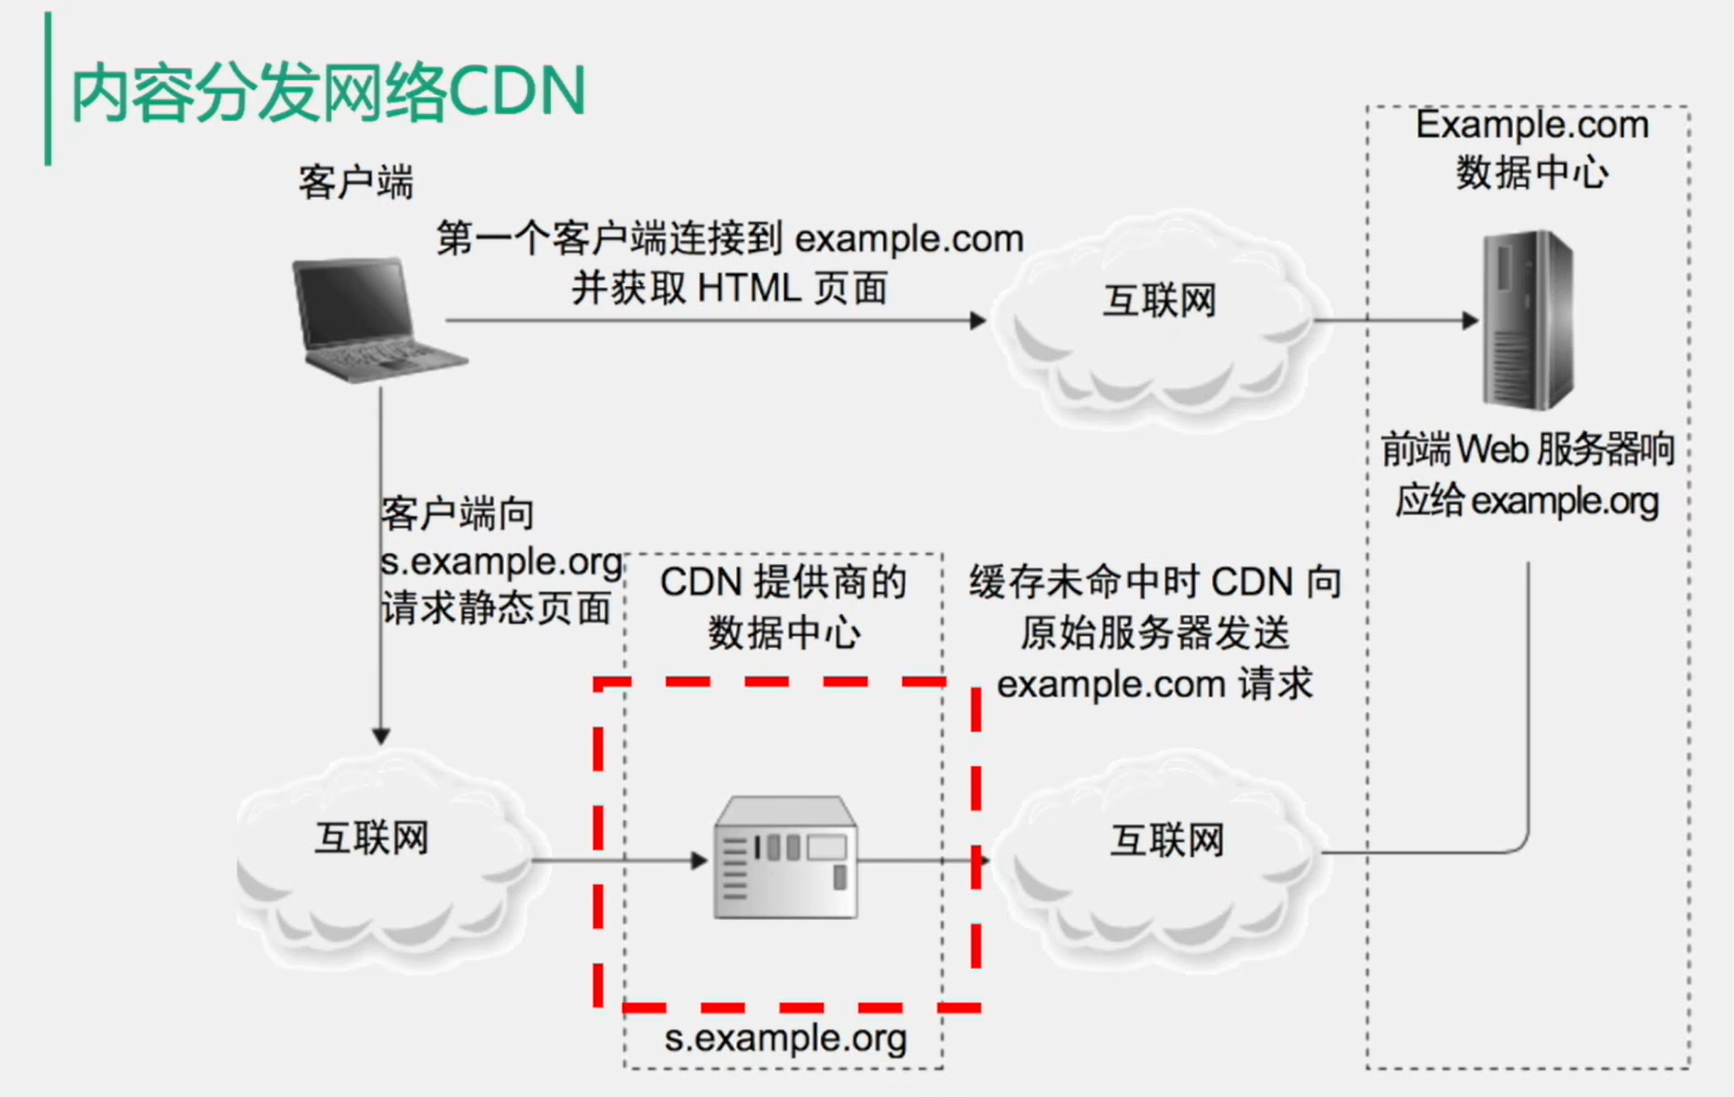 内容分发网络CDN
客户端
第一个客户端连接到 example.com
并获取 HTML 页面
互联网
Example.com
数据中心
前端 Web 服务器响
应给 example.org
客户端向
s.example.org
请求静态页面
CDN 提供商的
数据中心
缓存未命中时 CDN 向
原始服务器发送
example.com 请求
互联网
互联网
s.example.org